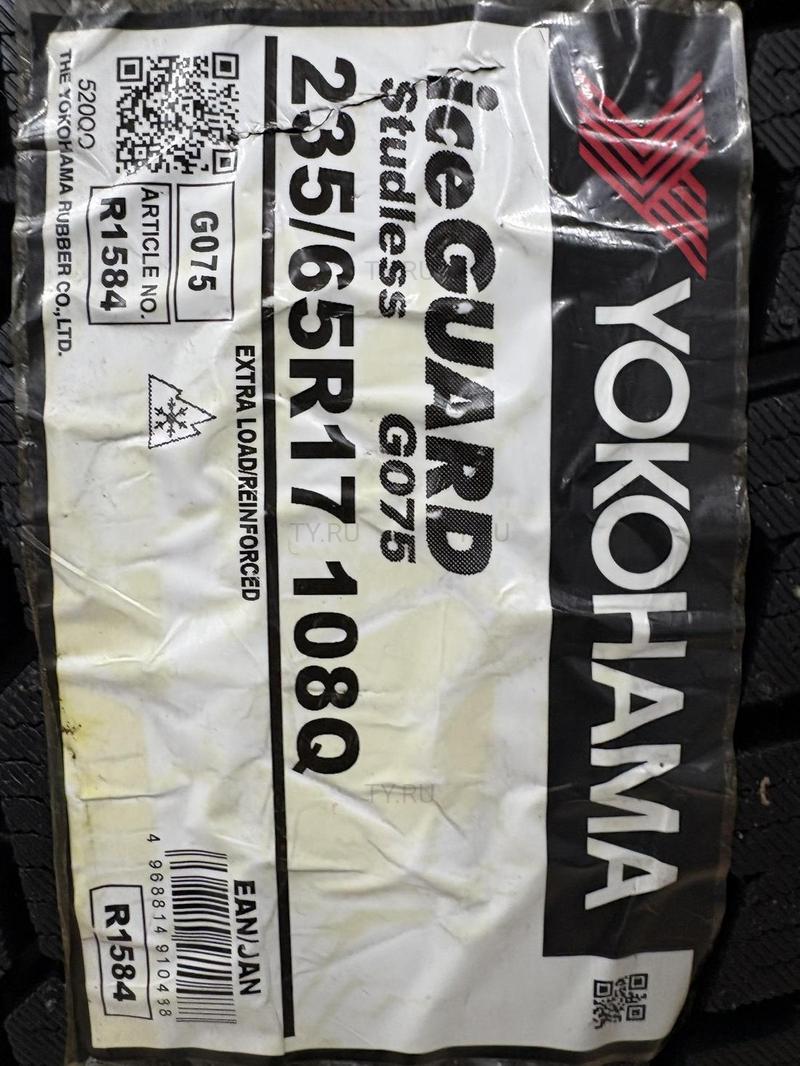 YOKOHAMA
iceGUARD
Studless G075
235/65R17 108Q
EXTRA LOAD/REINFORCED
G075
ARTICLE NO.
R1584
52000
THE YOKOHAMA RUBBER CO.,LTD.
EAN/JAN
4 968814 910438
R1584
TY.RU
TY.RU
TY.RU